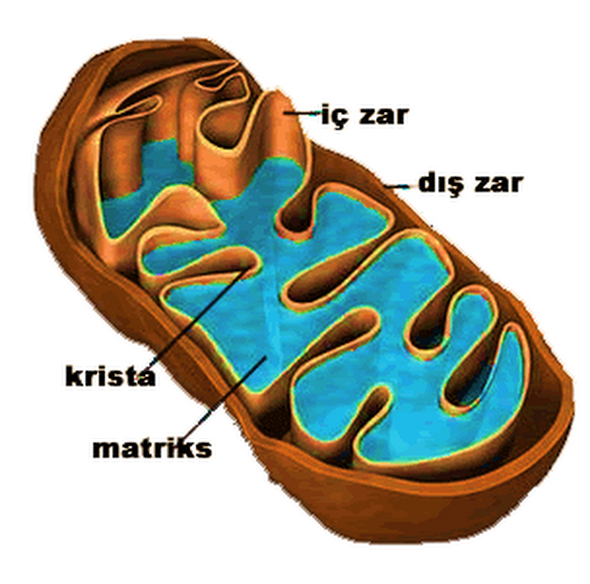 iç zar
dış zar
krista
matriks